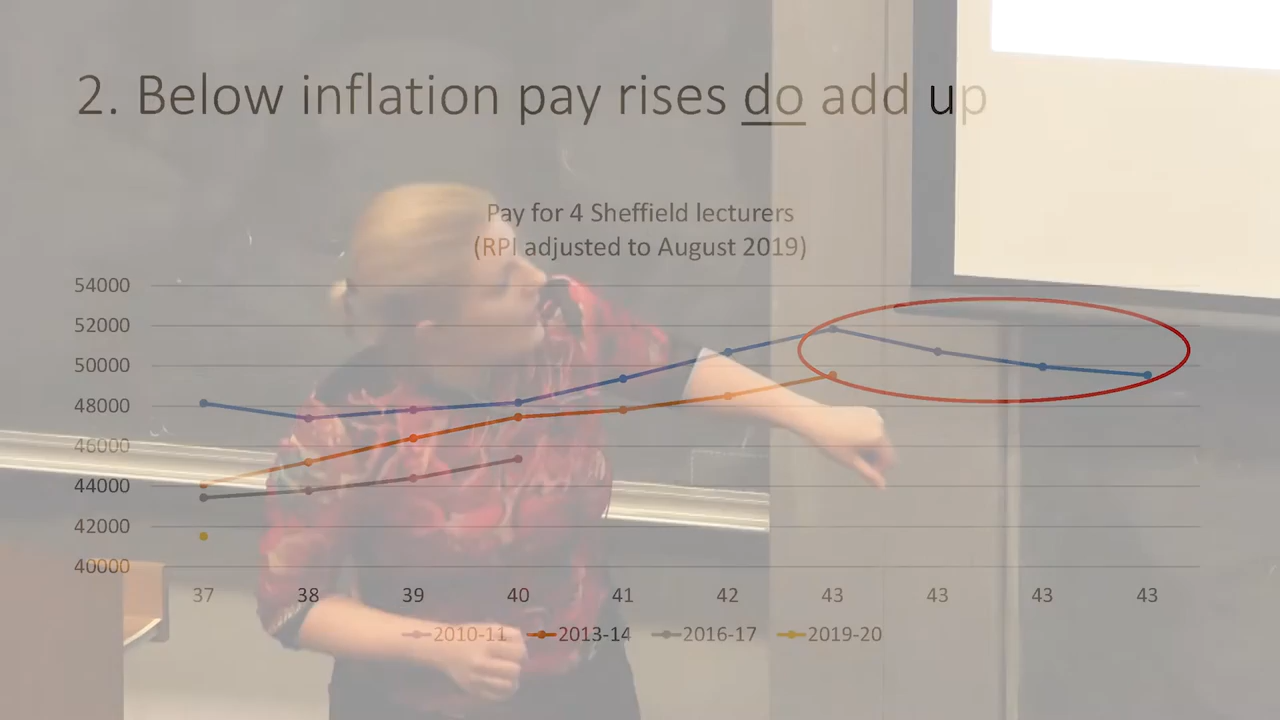 2. Below inflation pay rises do add up
Pay for 4 Sheffield lecturers
(RPI adjusted to August 2019)
54000
52000
50000
48000
46000
44000
42000
40000
37 38 39 40 41 42 43 43 43 43
2010-11 2013-14 2016-17 2019-20